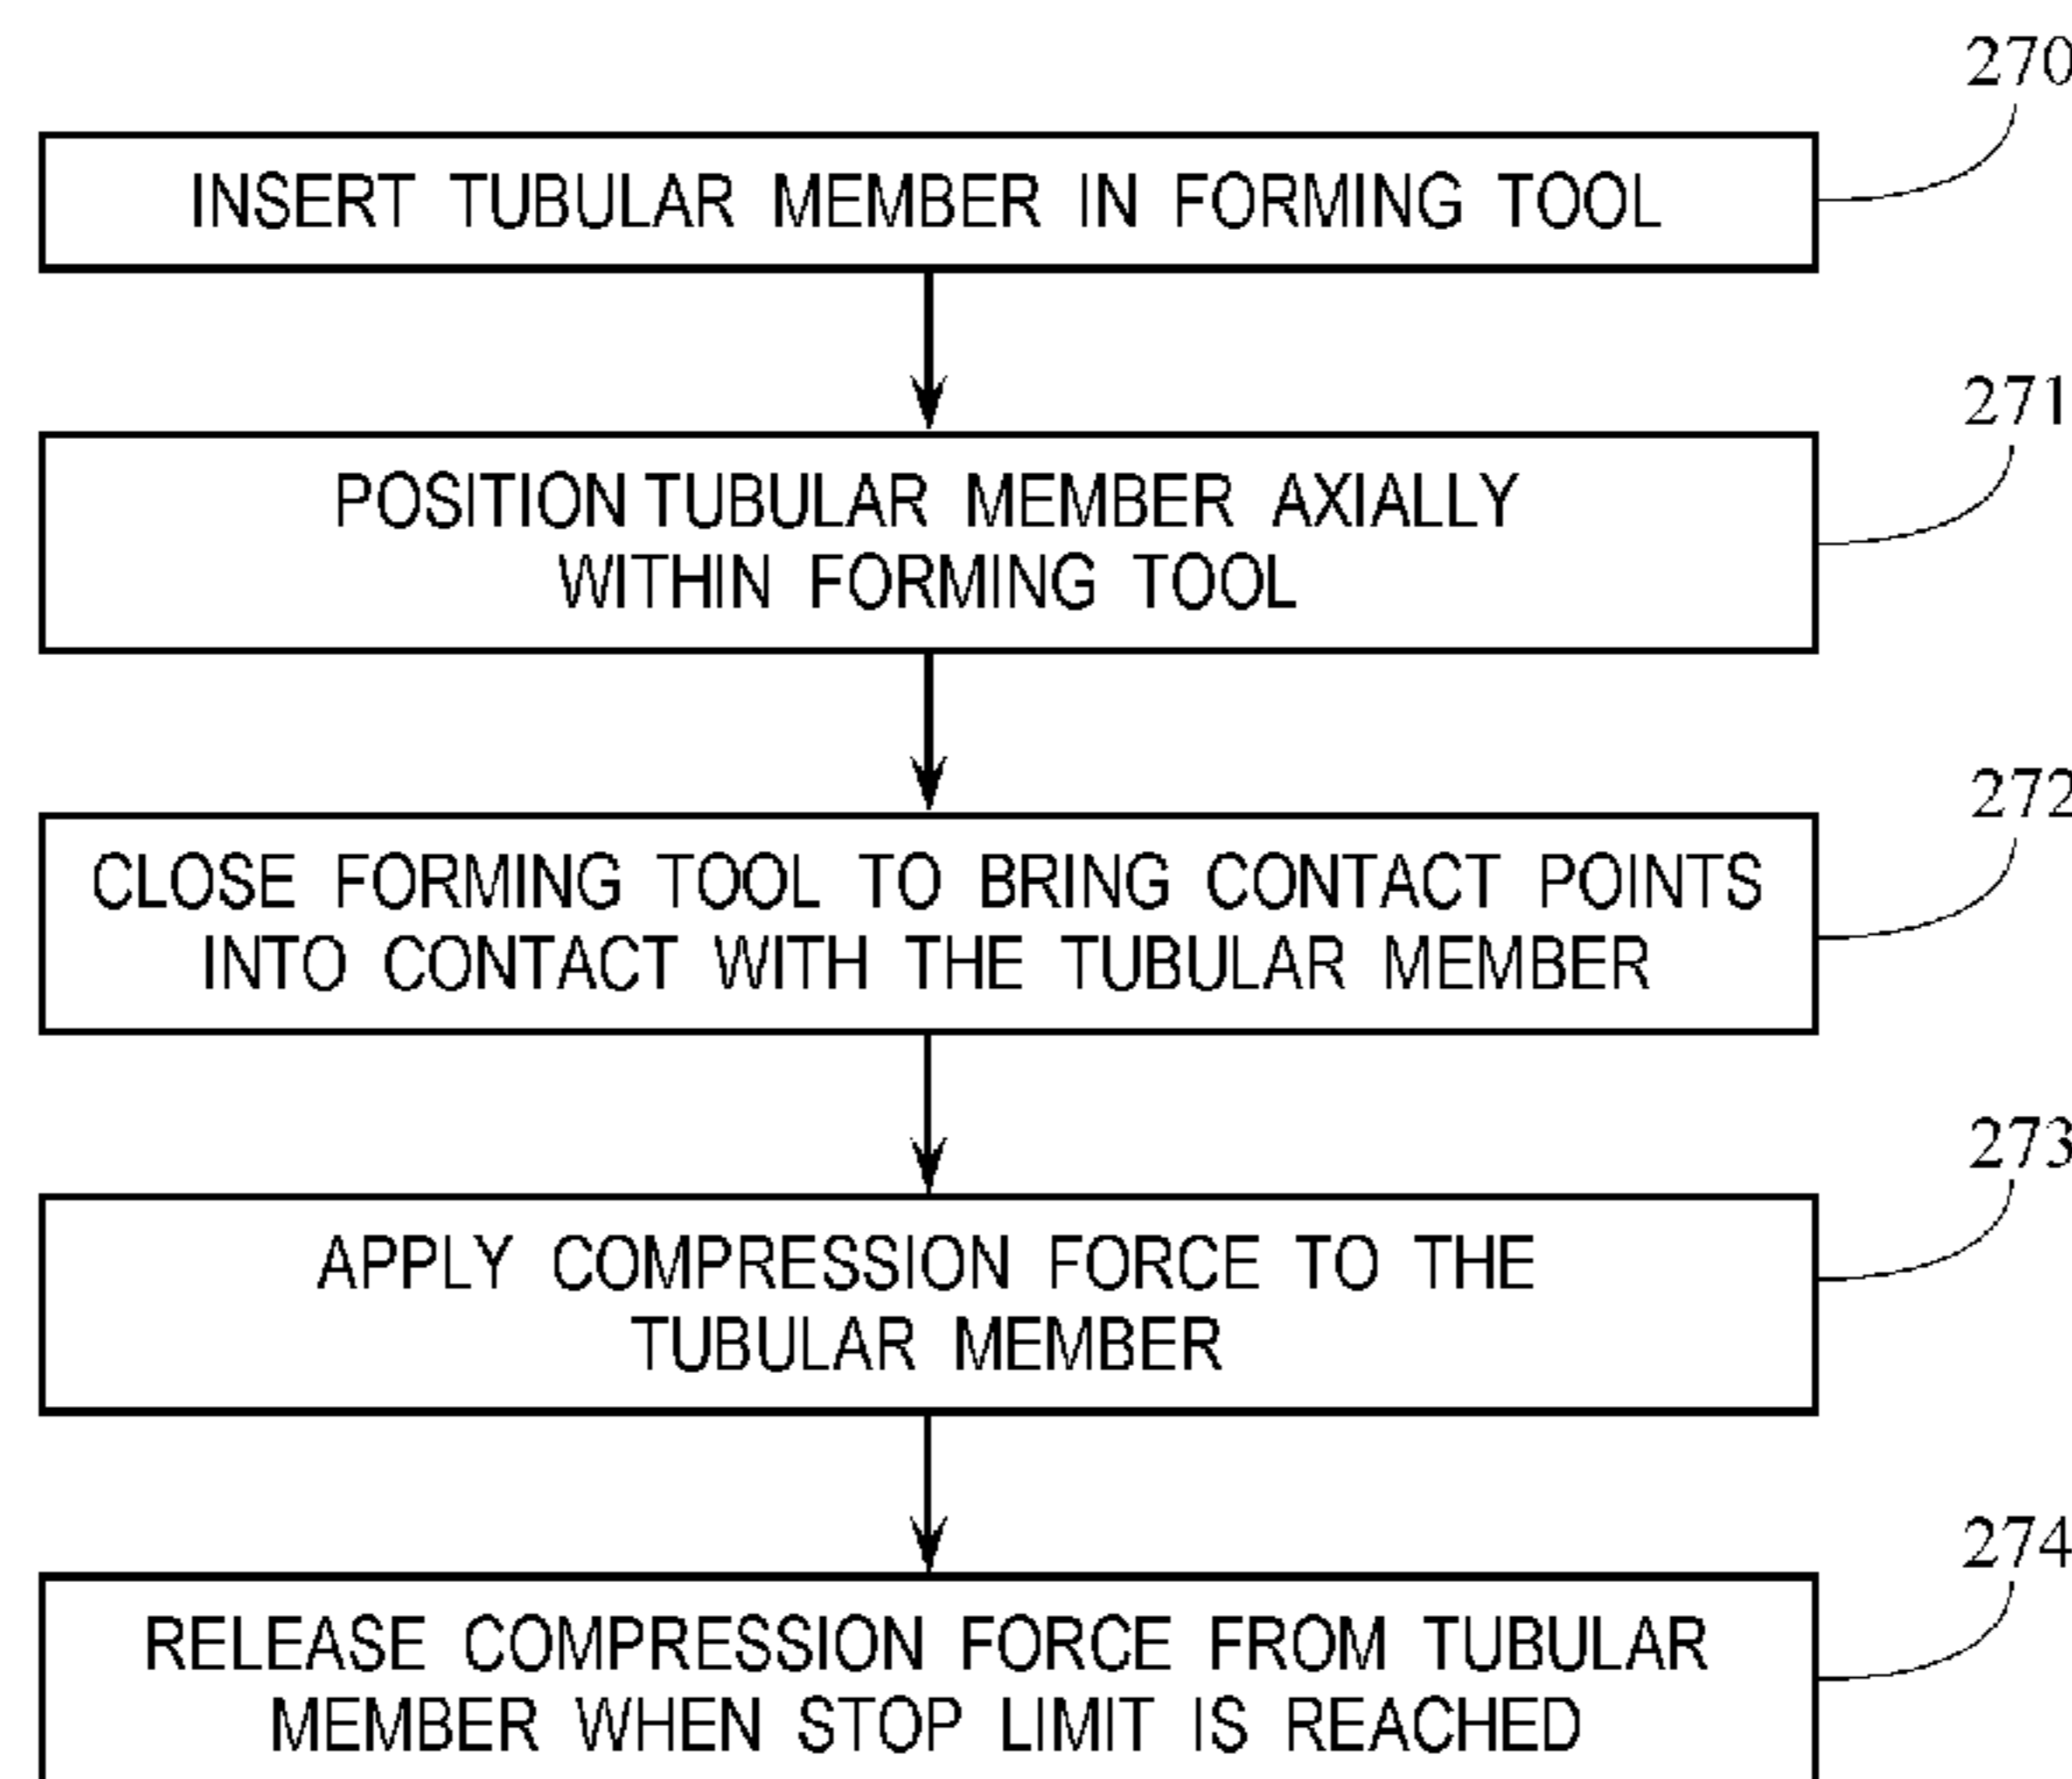 270
INSERT TUBULAR MEMBER IN FORMING TOOL
271
POSITION TUBULAR MEMBER AXIALLY
WITHIN FORMING TOOL
272
CLOSE FORMING TOOL TO BRING CONTACT POINTS
INTO CONTACT WITH THE TUBULAR MEMBER
273
APPLY COMPRESSION FORCE TO THE
TUBULAR MEMBER
274
RELEASE COMPRESSION FORCE FROM TUBULAR
MEMBER WHEN STOP LIMIT IS REACHED